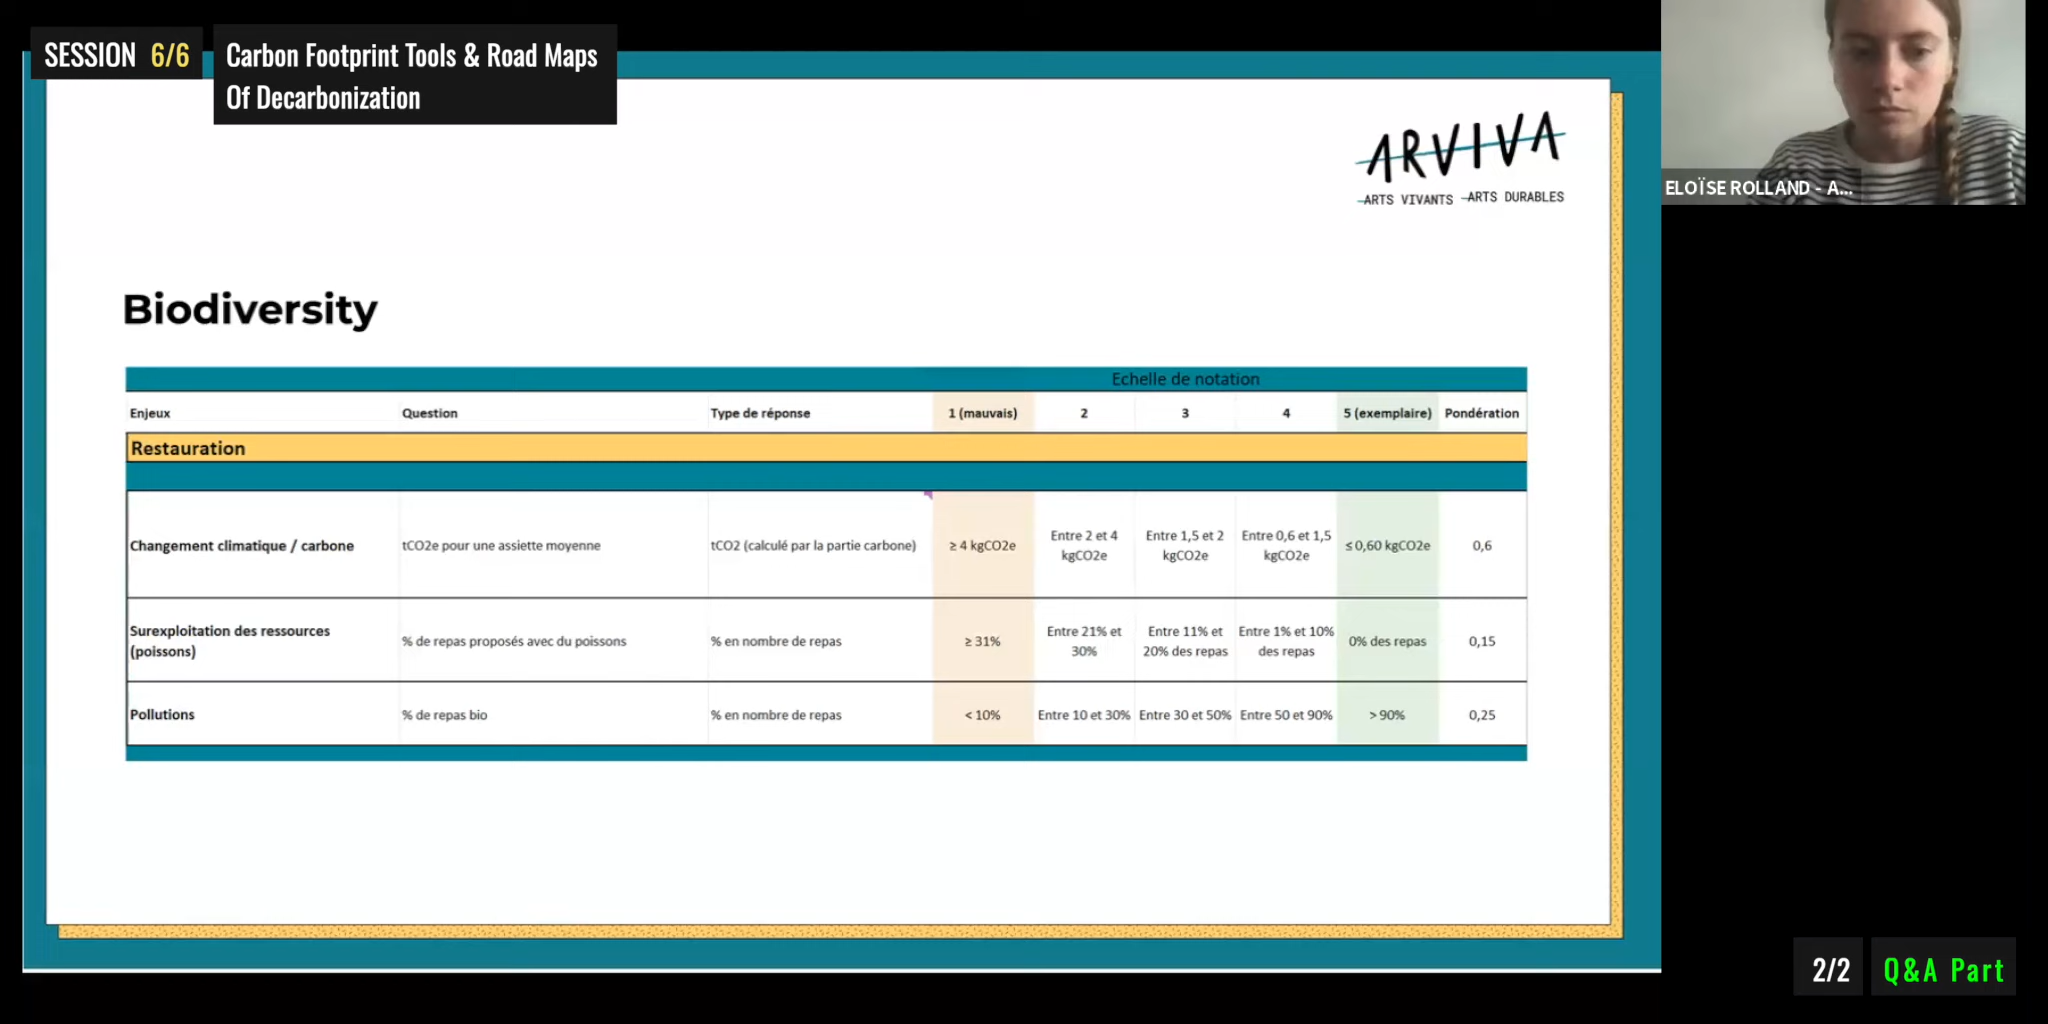 SESSION 6/6
Carbon Footprint Tools & Road Maps
Of Decarbonization
ARVIVA
ARTS VIVANTS ARTS DURABLES
ELOÏSE ROLLAND - A...
Biodiversity
Echelle de notation
Enjeux Question Type de réponse 1 (mauvais) 2 3 4 5 (exemplaire) Pondération
Restauration
Changement climatique / carbone tCO2e pour une assiette moyenne tCO2 (calculé par la partie carbone) ≥ 4 kgCO2e Entre 2 et 4 kgCO2e Entre 1,5 et 2 kgCO2e Entre 0,6 et 1,5 kgCO2e ≤ 0,60 kgCO2e 0,6
Surexploitation des ressources (poissons) % de repas proposés avec du poissons % en nombre de repas ≥ 31% Entre 21% et 30% Entre 11% et 20% des repas Entre 1% et 10% des repas 0% des repas 0,15
Pollutions % de repas bio % en nombre de repas < 10% Entre 10 et 30% Entre 30 et 50% Entre 50 et 90% > 90% 0,25
2/2 Q&A Part